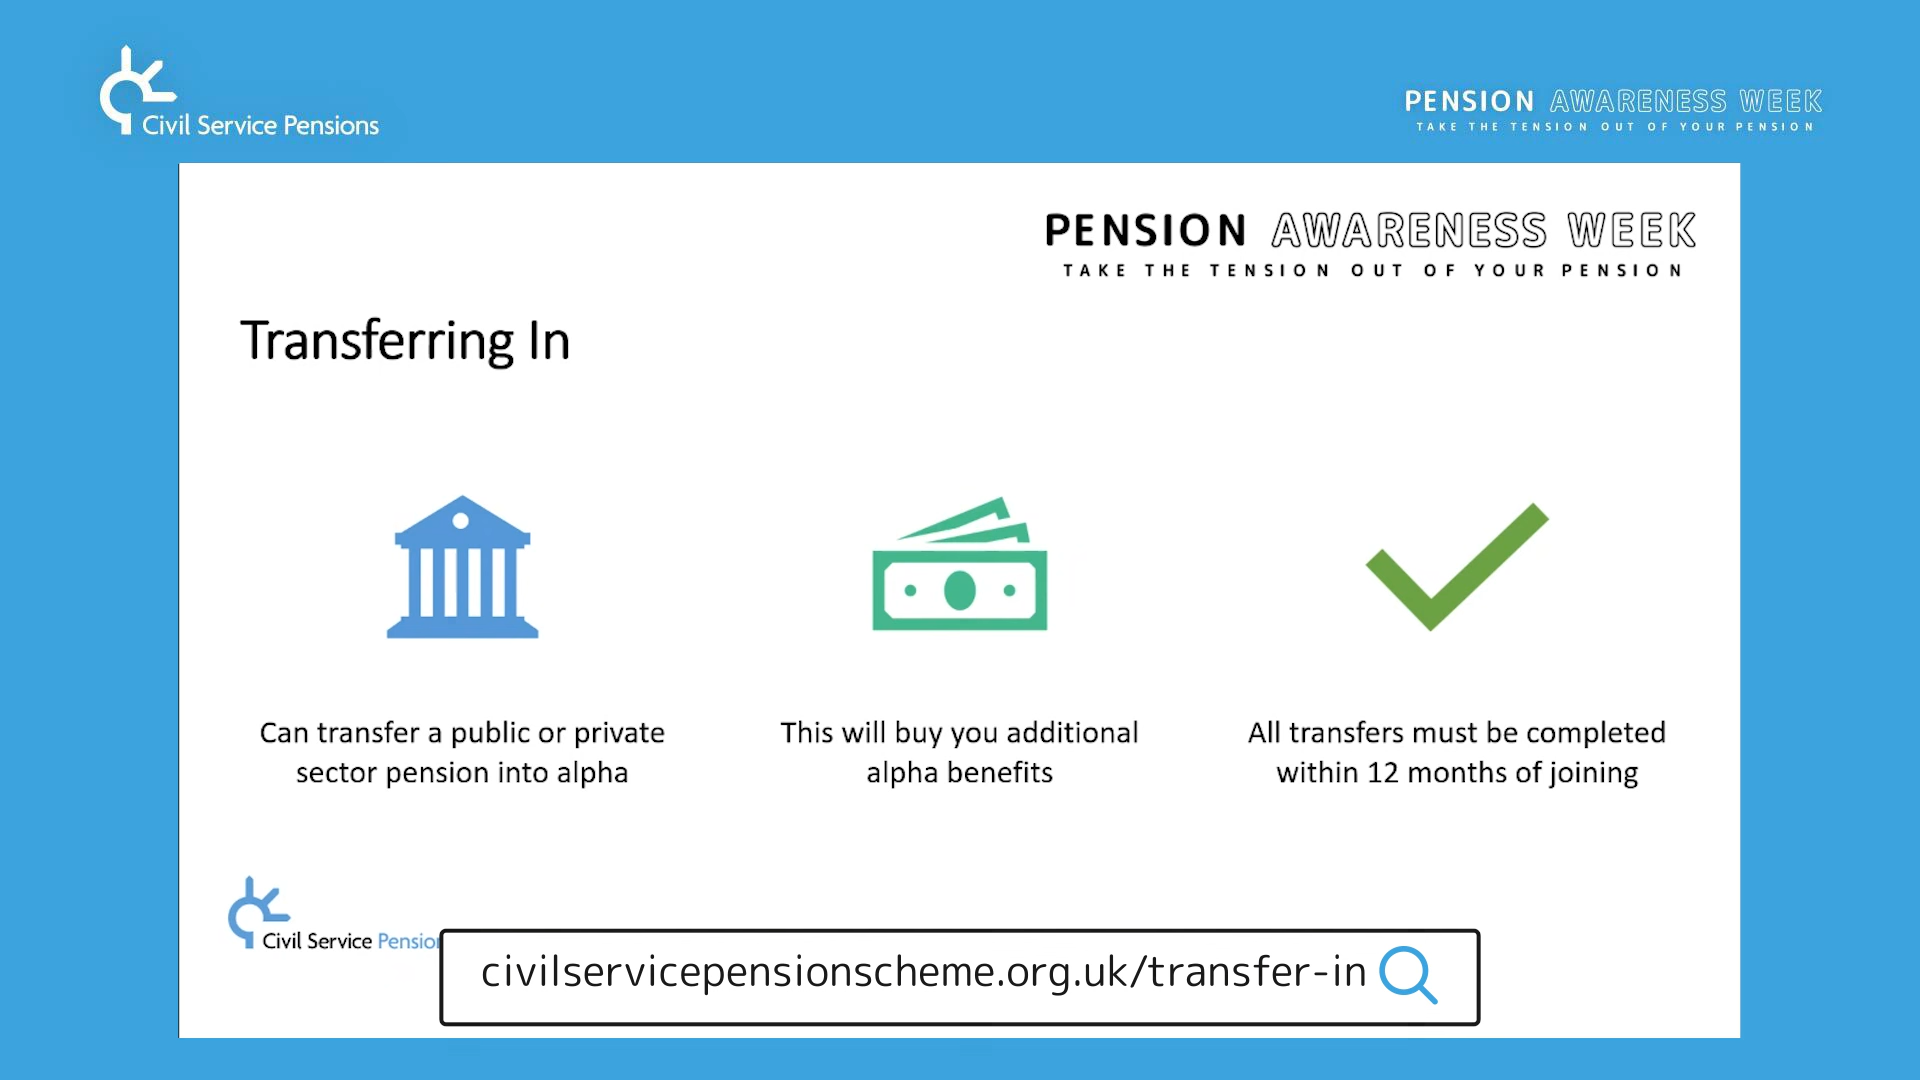 Civil Service Pensions
PENSION AWARENESS WEEK
TAKE THE TENSION OUT OF YOUR PENSION
PENSION AWARENESS WEEK
TAKE THE TENSION OUT OF YOUR PENSION
Transferring In
Can transfer a public or private
sector pension into alpha
This will buy you additional
alpha benefits
All transfers must be completed
within 12 months of joining
Civil Service Pension
civilservicepensionscheme.org.uk/transfer-in